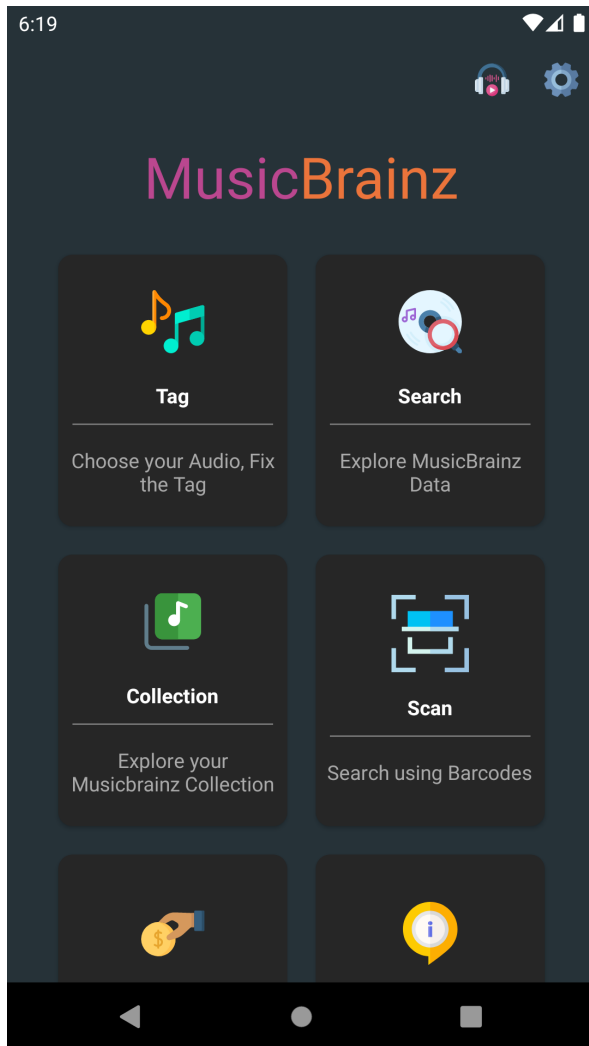 6:19
MusicBrainz
Tag
Choose your Audio, Fix
the Tag
Search
Explore MusicBrainz
Data
Collection
Explore your
Musicbrainz Collection
Scan
Search using Barcodes
$
i